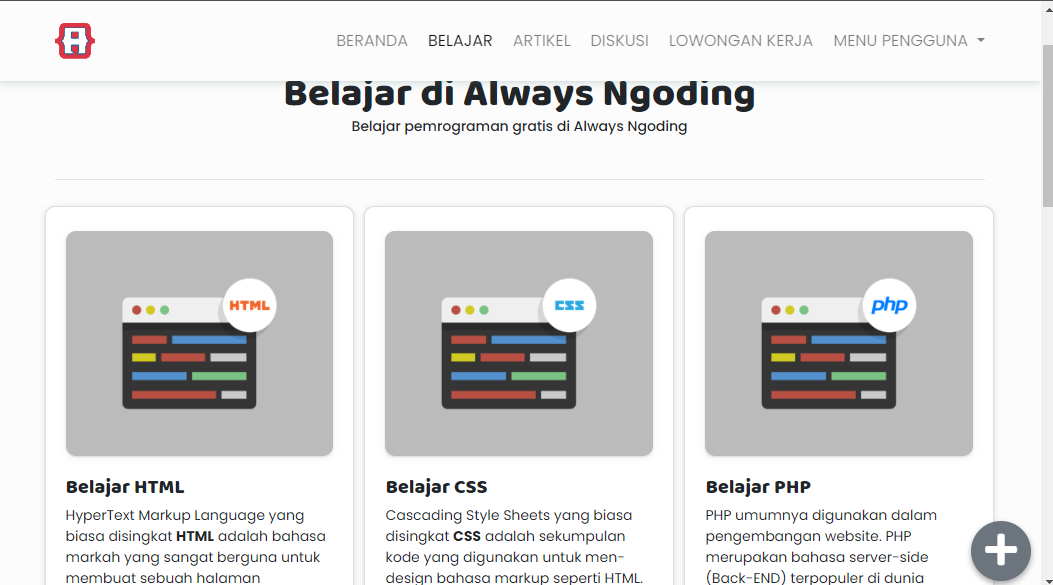 BERANDA BELAJAR ARTIKEL DISKUSI LOWONGAN KERJA MENU PENGGUNA
Belajar di Always Ngoding
Belajar pemrograman gratis di Always Ngoding
HTML
Belajar HTML
HyperText Markup Language yang
biasa disingkat HTML adalah bahasa
markah yang sangat berguna untuk
membuat sebuah halaman
CSS
Belajar CSS
Cascading Style Sheets yang biasa
disingkat CSS adalah sekumpulan
kode yang digunakan untuk men-
design bahasa markup seperti HTML.
php
Belajar PHP
PHP umumnya digunakan dalam
pengembangan website. PHP
merupakan bahasa server-side
(Back-END) terpopuler di dunia